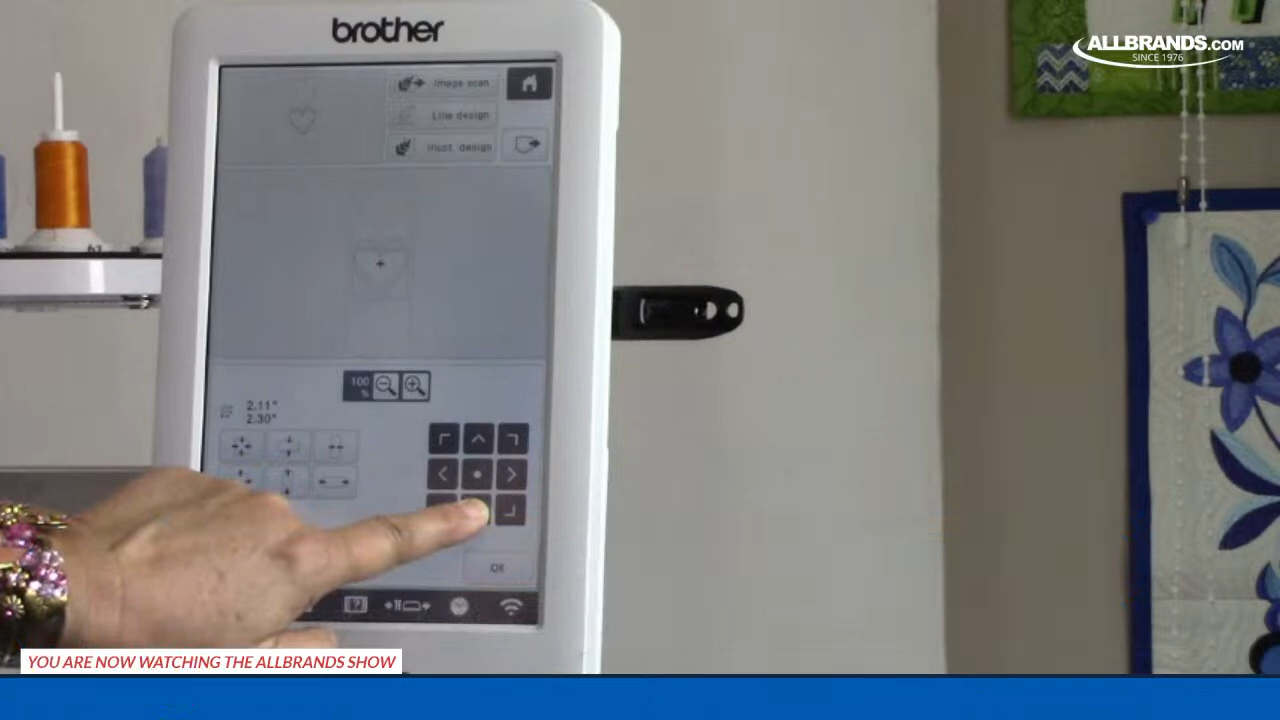 brother
ALLBRANDS.COM
SINCE 1976
Image scan
Line design
Illust. design
100
%
2.11"
2.30"
OK
63
YOU ARE NOW WATCHING THE ALLBRANDS SHOW